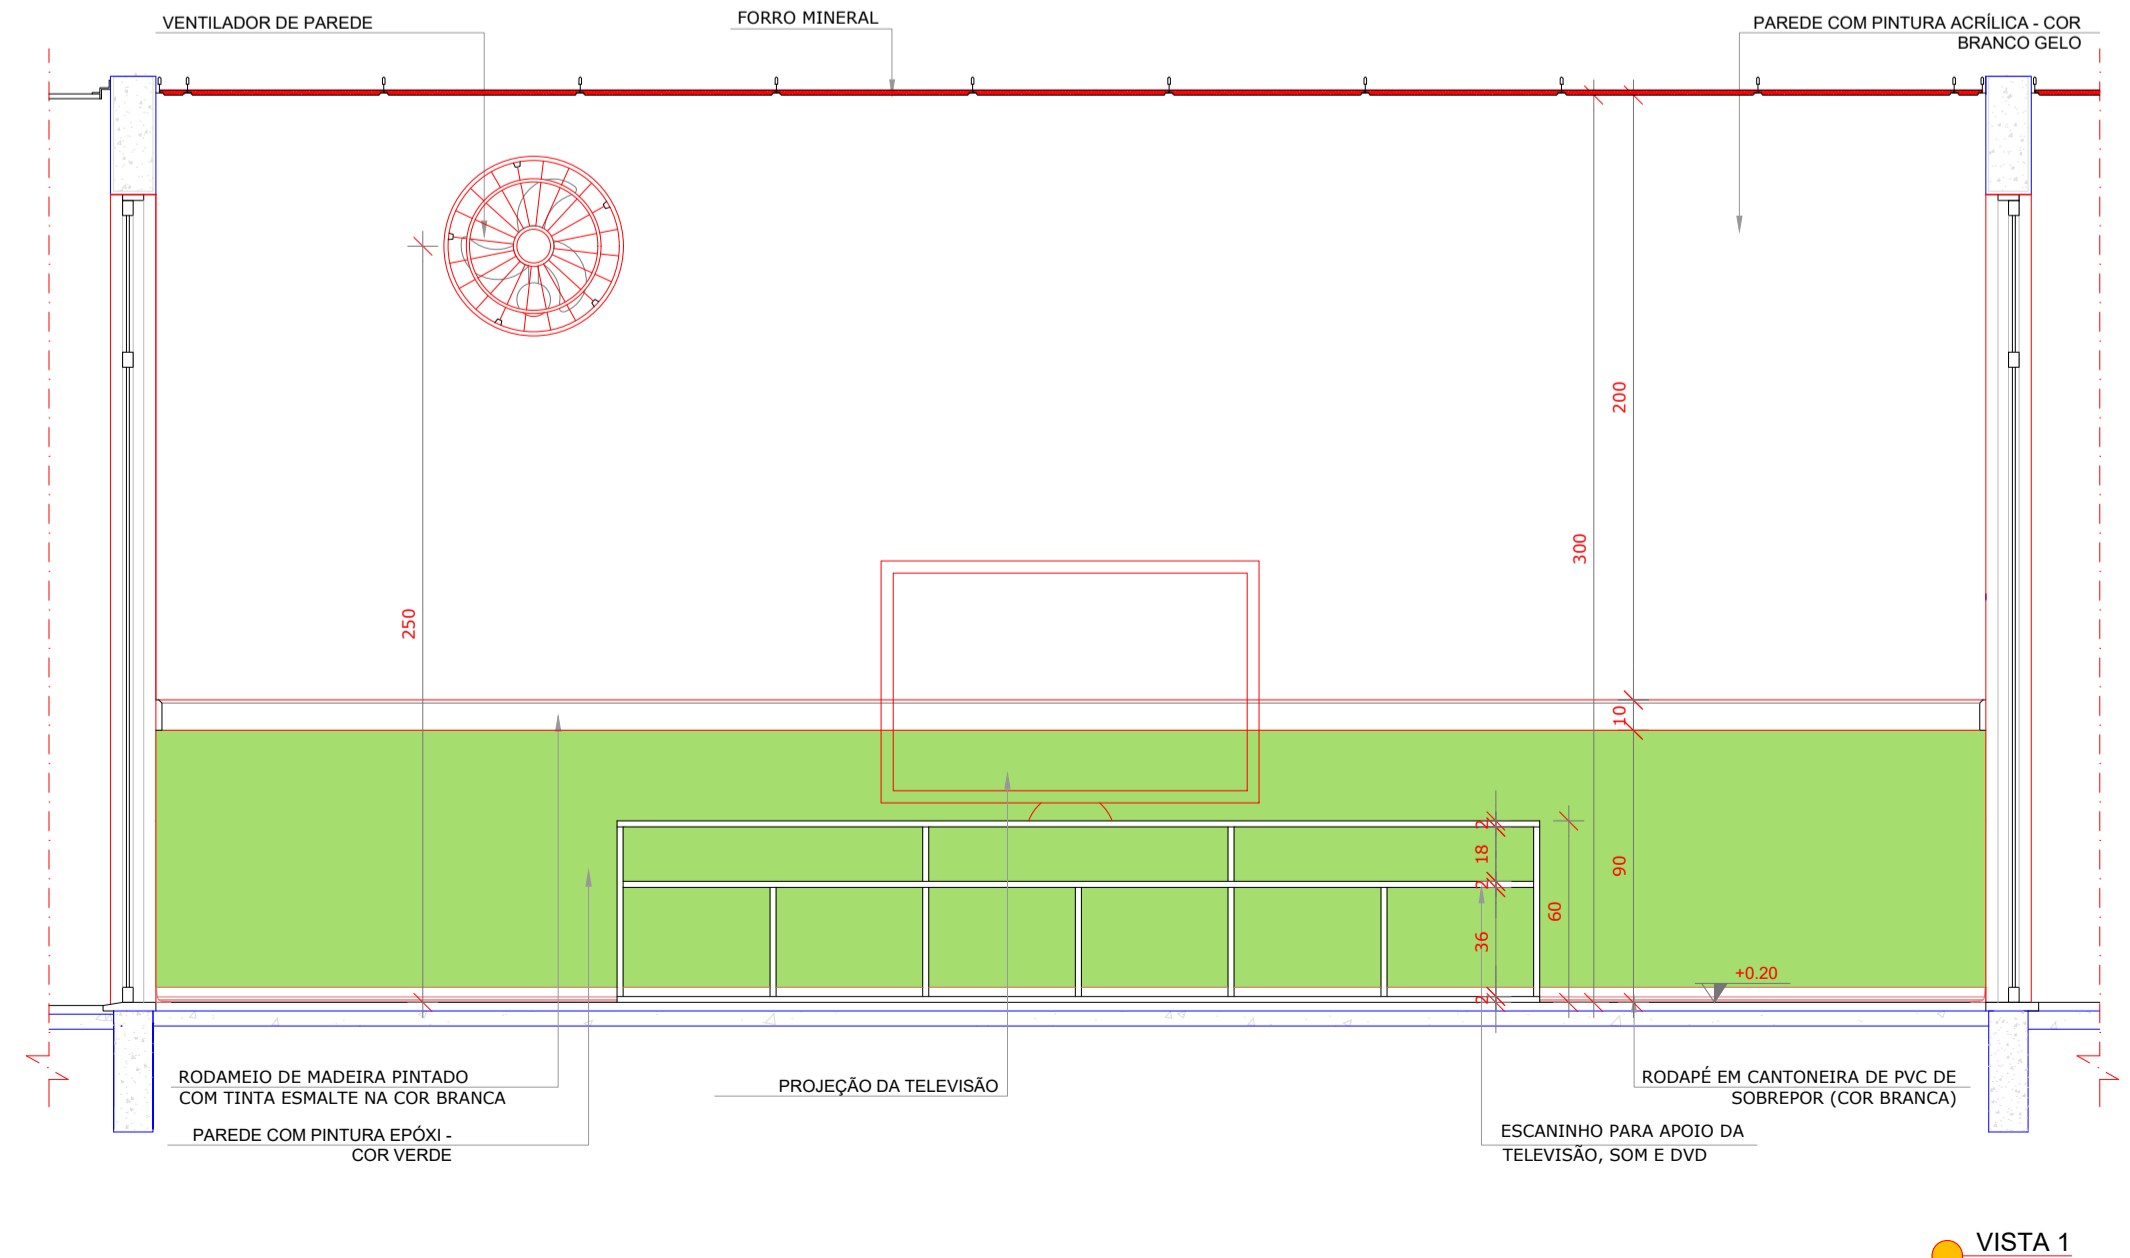 VENTILADOR DE PAREDE
FORRO MINERAL
PAREDE COM PINTURA ACRÍLICA - COR
BRANCO GELO
200
300
250
10
2
18
2
90
60
36
+0.20
2
RODAMEIO DE MADEIRA PINTADO
COM TINTA ESMALTE NA COR BRANCA
PROJEÇÃO DA TELEVISÃO
RODAPÉ EM CANTONEIRA DE PVC DE
SOBREPOR (COR BRANCA)
PAREDE COM PINTURA EPÓXI -
COR VERDE
ESCANINHO PARA APOIO DA
TELEVISÃO, SOM E DVD
VISTA 1